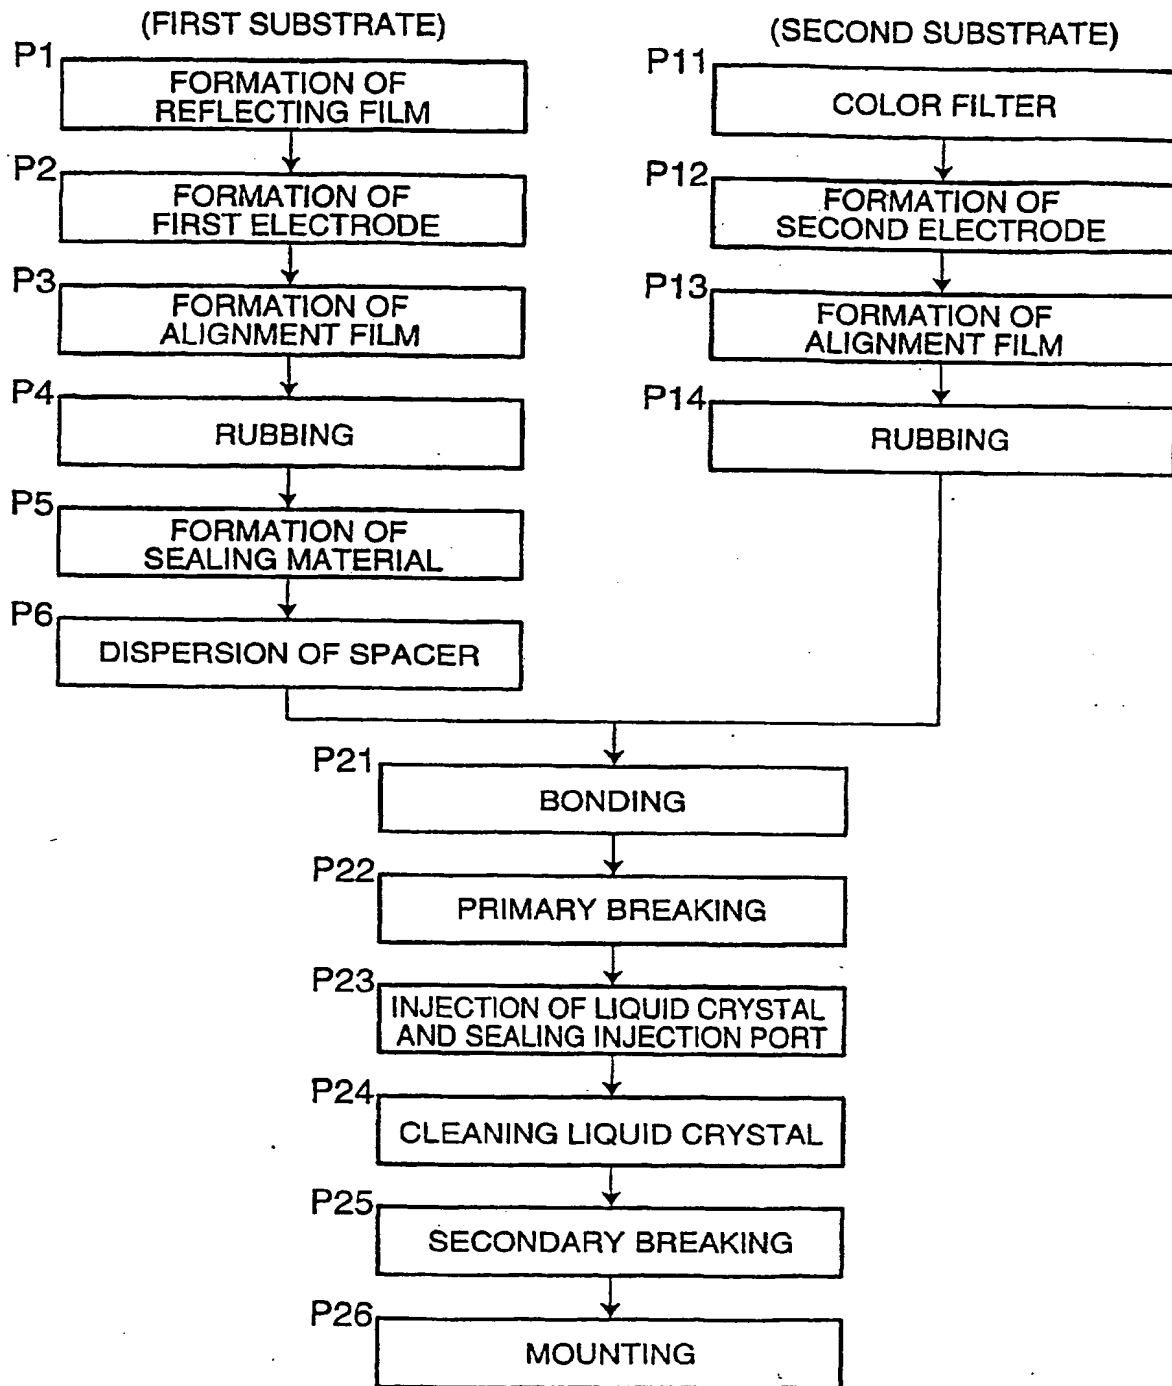 (FIRST SUBSTRATE)
P1
FORMATION OF
REFLECTING FILM
P2
FORMATION OF
FIRST ELECTRODE
P3
FORMATION OF
ALIGNMENT FILM
P4
RUBBING
P5
FORMATION OF
SEALING MATERIAL
P6
DISPERSION OF SPACER
(SECOND SUBSTRATE)
P11
COLOR FILTER
P12
FORMATION OF
SECOND ELECTRODE
P13
FORMATION OF
ALIGNMENT FILM
P14
RUBBING
P21
BONDING
P22
PRIMARY BREAKING
P23
INJECTION OF LIQUID CRYSTAL
AND SEALING INJECTION PORT
P24
CLEANING LIQUID CRYSTAL
P25
SECONDARY BREAKING
P26
MOUNTING